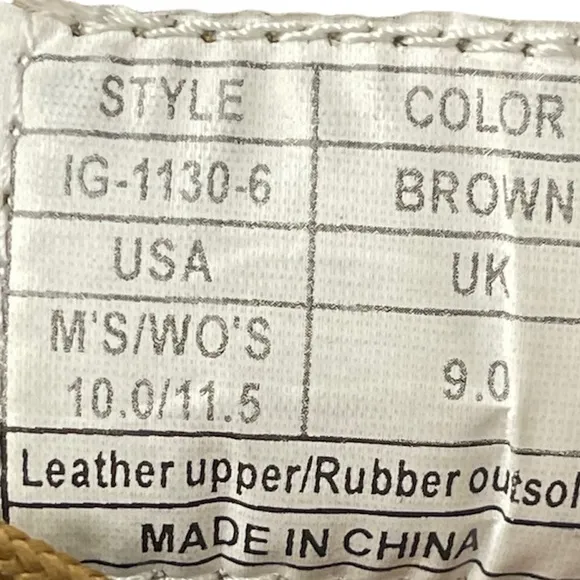 STYLE COLOR
IG-1130-6 BROWN
USA UK
M'S/WO'S
10.0/11.5 9.0
Leather upper/Rubber outsol
MADE IN CHINA